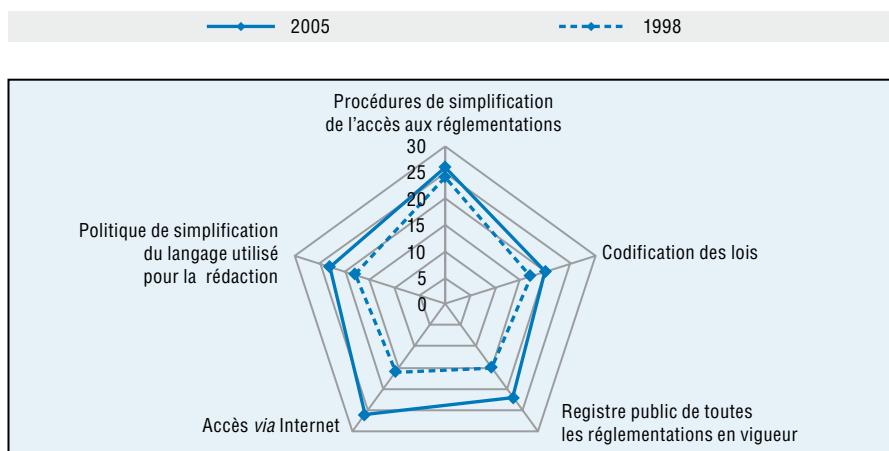 2005
1998
Procédures de simplification
de l'accès aux réglementations
30
25
20
15
10
5
0
Politique de simplification
du langage utilisé
pour la rédaction
Codification des lois
Accès via Internet
Registre public de toutes
les réglementations en vigueur